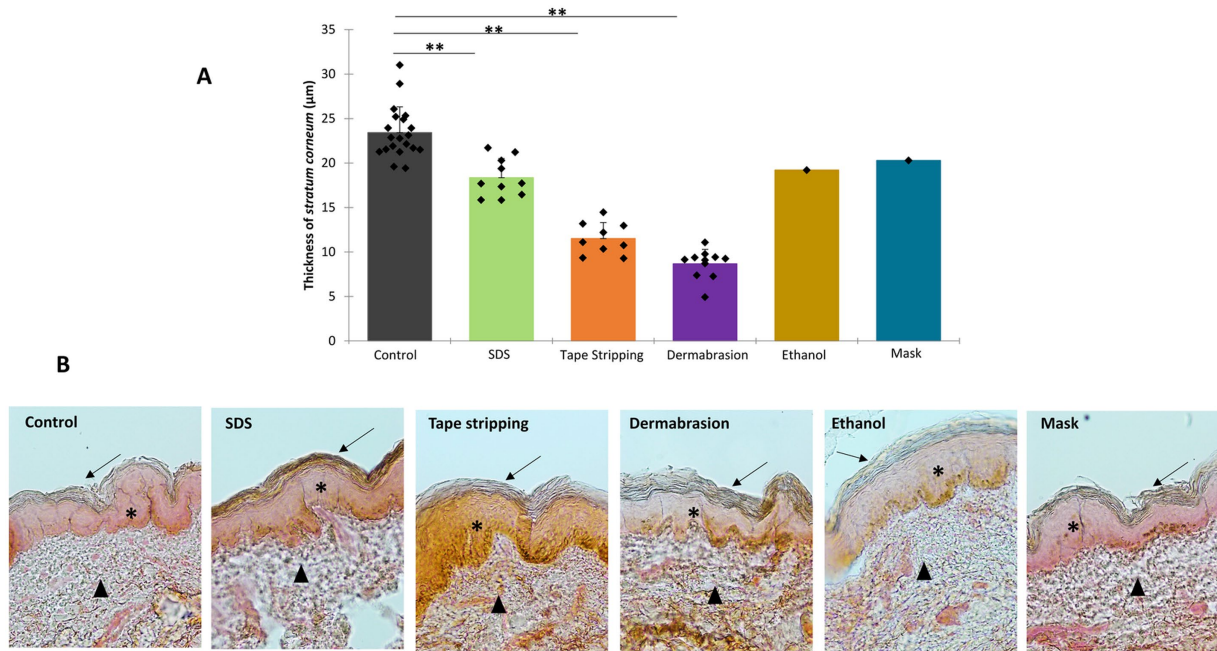 A
**
**
**
Thickness of stratum corneum (µm)
35
30
25
20
15
10
5
0
Control
SDS
Tape Stripping
Dermabrasion
Ethanol
Mask
B
Control
SDS
Tape stripping
Dermabrasion
Ethanol
Mask
*
*
*
*
*
*